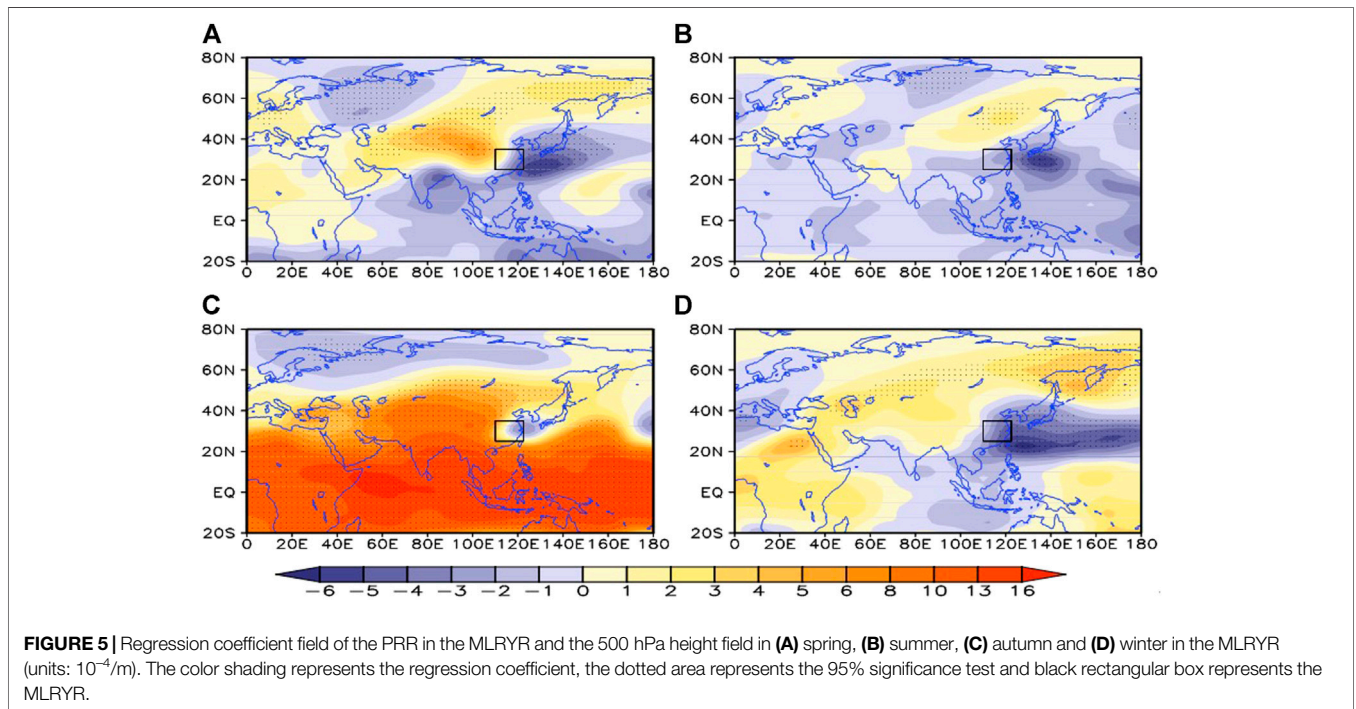 A
B
80N
60N
40N
20N
EQ
20S
0 20E 40E 60E 80E 100E 120E 140E 160E 180
80N
60N
40N
20N
EQ
20S
0 20E 40E 60E 80E 100E 120E 140E 160E 180
C
D
80N
60N
40N
20N
EQ
20S
0 20E 40E 60E 80E 100E 120E 140E 160E 180
80N
60N
40N
20N
EQ
20S
0 20E 40E 60E 80E 100E 120E 140E 160E 180
−6 −5 −4 −3 −2 −1 0 1 2 3 4 5 6 8 10 13 16
FIGURE 5 | Regression coefficient field of the PRR in the MLRYR and the 500 hPa height field in (A) spring, (B) summer, (C) autumn and (D) winter in the MLRYR
(units: 10⁻⁴/m). The color shading represents the regression coefficient, the dotted area represents the 95% significance test and black rectangular box represents the
MLRYR.